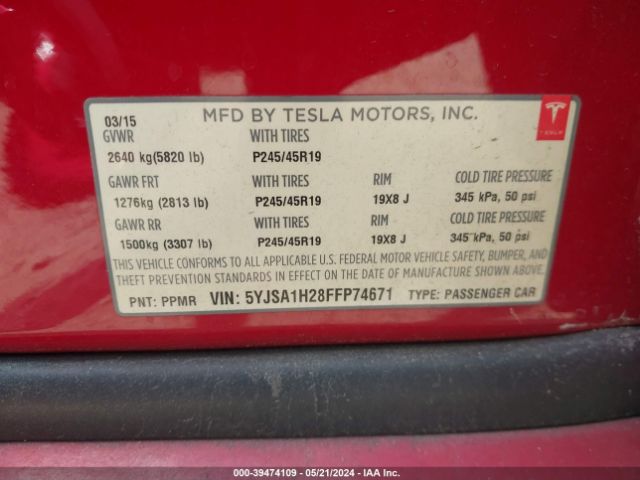 03/15 MFD BY TESLA MOTORS, INC.
TESLA
GVWR WITH TIRES
2640 kg(5820 lb) P245/45R19
GAWR FRT WITH TIRES RIM COLD TIRE PRESSURE
1276kg (2813 lb) P245/45R19 19X8 J 345 kPa, 50 psi
GAWR RR WITH TIRES RIM COLD TIRE PRESSURE
1500kg (3307 lb) P245/45R19 19X8 J 345 kPa, 50 psi
THIS VEHICLE CONFORMS TO ALL APPLICABLE U.S. FEDERAL MOTOR VEHICLE SAFETY, BUMPER, AND
THEFT PREVENTION STANDARDS IN EFFECT ON THE DATE OF MANUFACTURE SHOWN ABOVE.
PNT: PPMR VIN: 5YJSA1H28FFP74671 TYPE: PASSENGER CAR
000-39474109 - 05/21/2024 - IAA Inc.